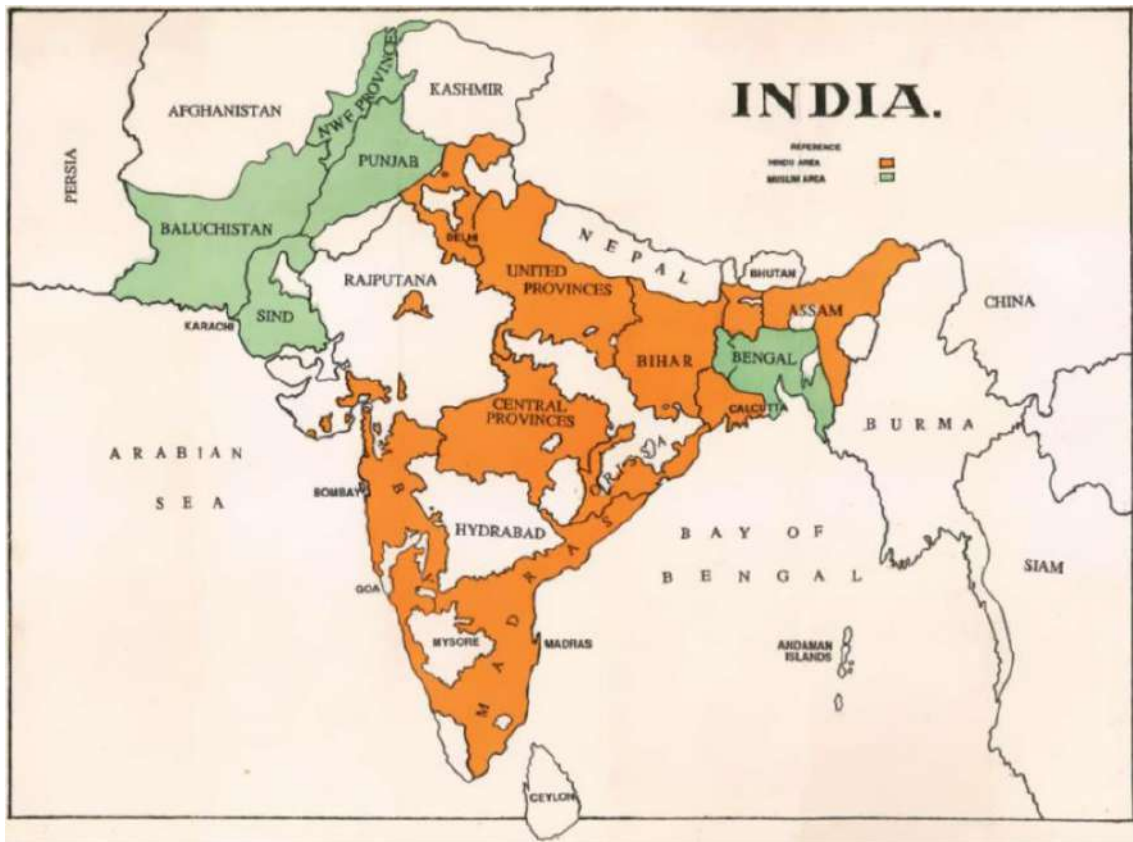 INDIA.
REFERENCE
HINDU AREA
MUSLIM AREA
AFGHANISTAN
KASHMIR
N W F PROVINCES
PUNJAB
PERSIA
BALUCHISTAN
DELHI
NEPAL
BHUTAN
RAJPUTANA
UNITED
PROVINCES
ASSAM
CHINA
KARACHI
SIND
BIHAR
BENGAL
CENTRAL
PROVINCES
CALCUTTA
BURMA
ARABIAN
SEA
ORISSA
BOMBAY
HYDRABAD
BAY OF
BENGAL
SIAM
GOA
MYSORE
MADRAS
MADRAS
ANDAMAN
ISLANDS
CEYLON